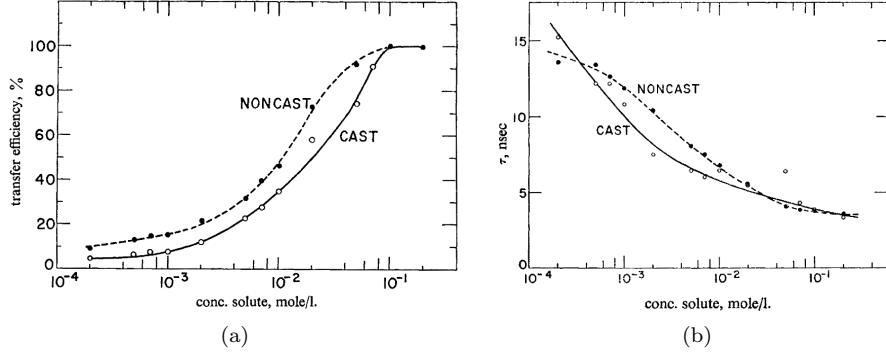 100
80
60
40
20
0
transfer efficiency, %
NONCAST
CAST
10⁻⁴
10⁻³
10⁻²
10⁻¹
conc. solute, mole/l.
(a)
15
10
5
0
τ, nsec
NONCAST
CAST
10⁻⁴
10⁻³
10⁻²
10⁻¹
conc. solute, mole/l.
(b)